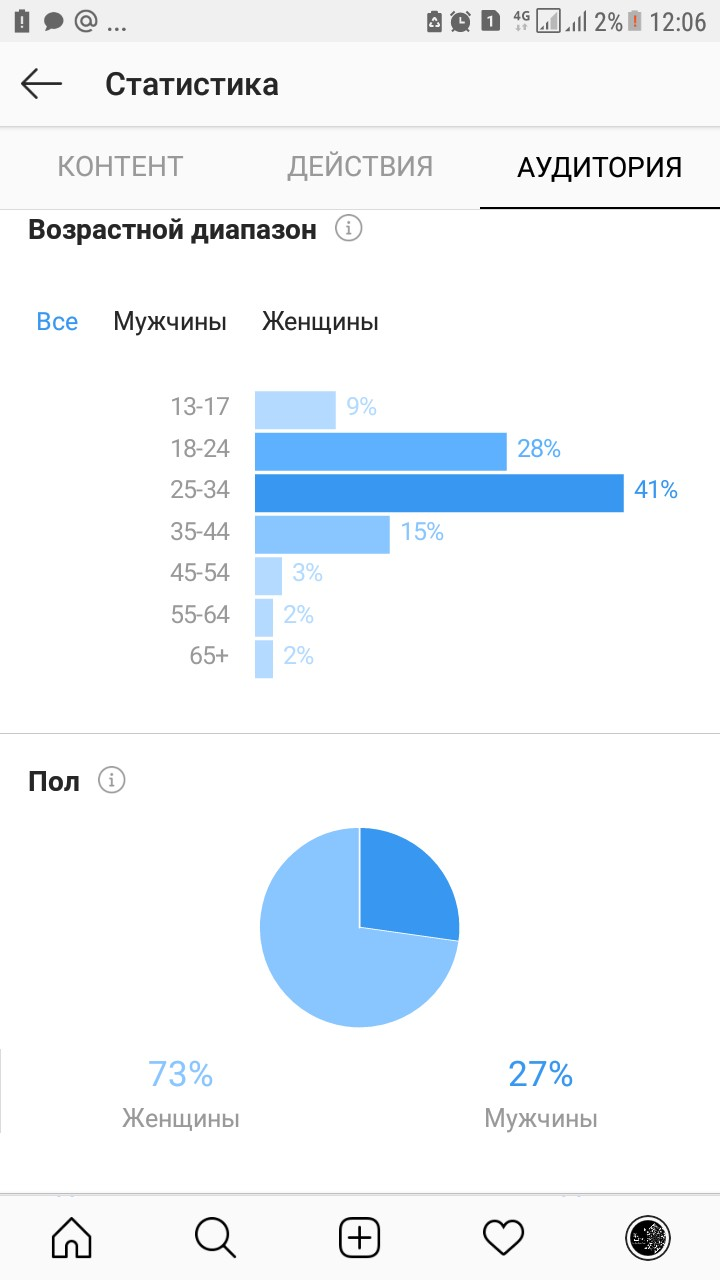 ... 1 4G 2% 12:06
Статистика
КОНТЕНТ ДЕЙСТВИЯ АУДИТОРИЯ
Возрастной диапазон
Все Мужчины Женщины
13-17 9%
18-24 28%
25-34 41%
35-44 15%
45-54 3%
55-64 2%
65+ 2%
Пол
73% 27%
Женщины Мужчины